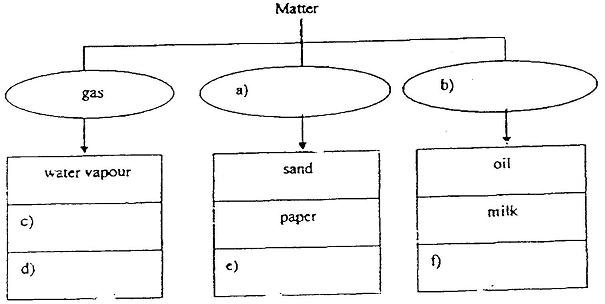 Matter
gas
a)
b)
water vapour
c)
d)
sand
paper
e)
oil
milk
f)